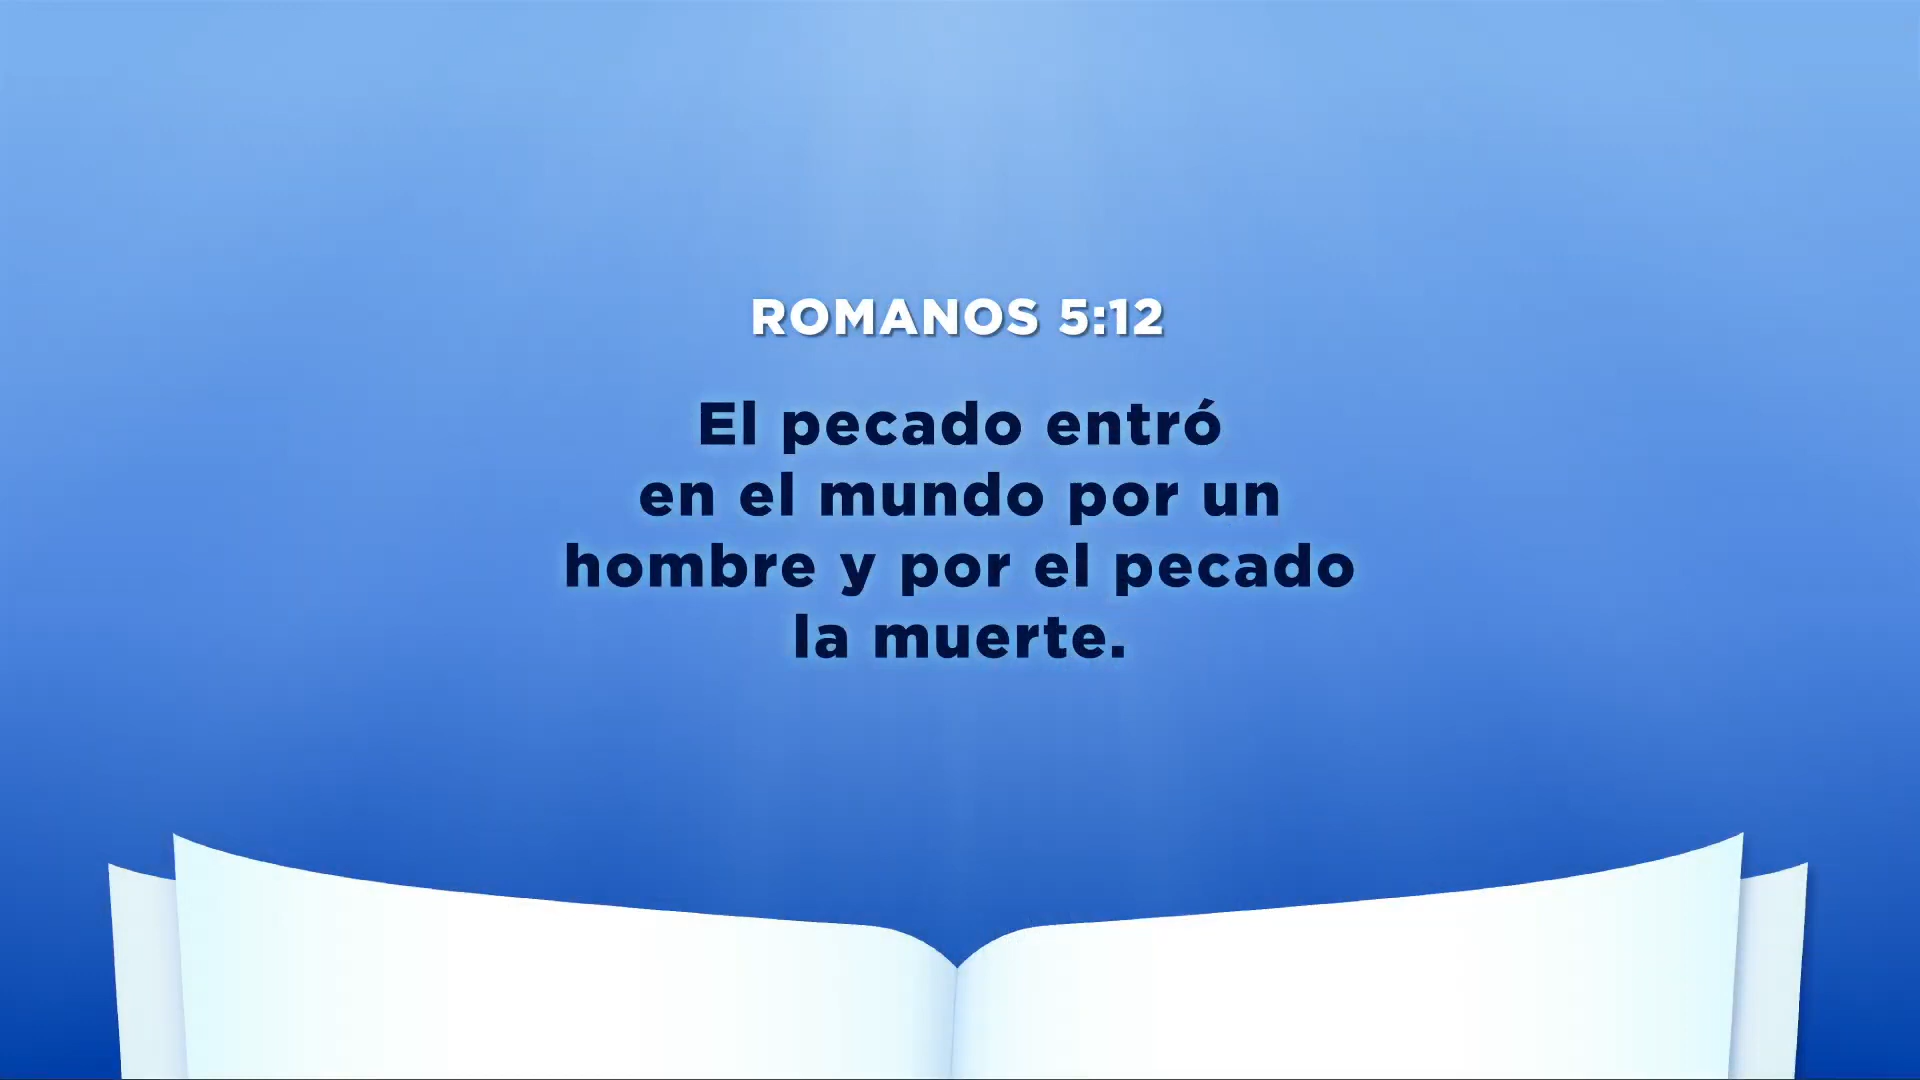 ROMANOS 5:12
El pecado entró
en el mundo por un
hombre y por el pecado
la muerte.